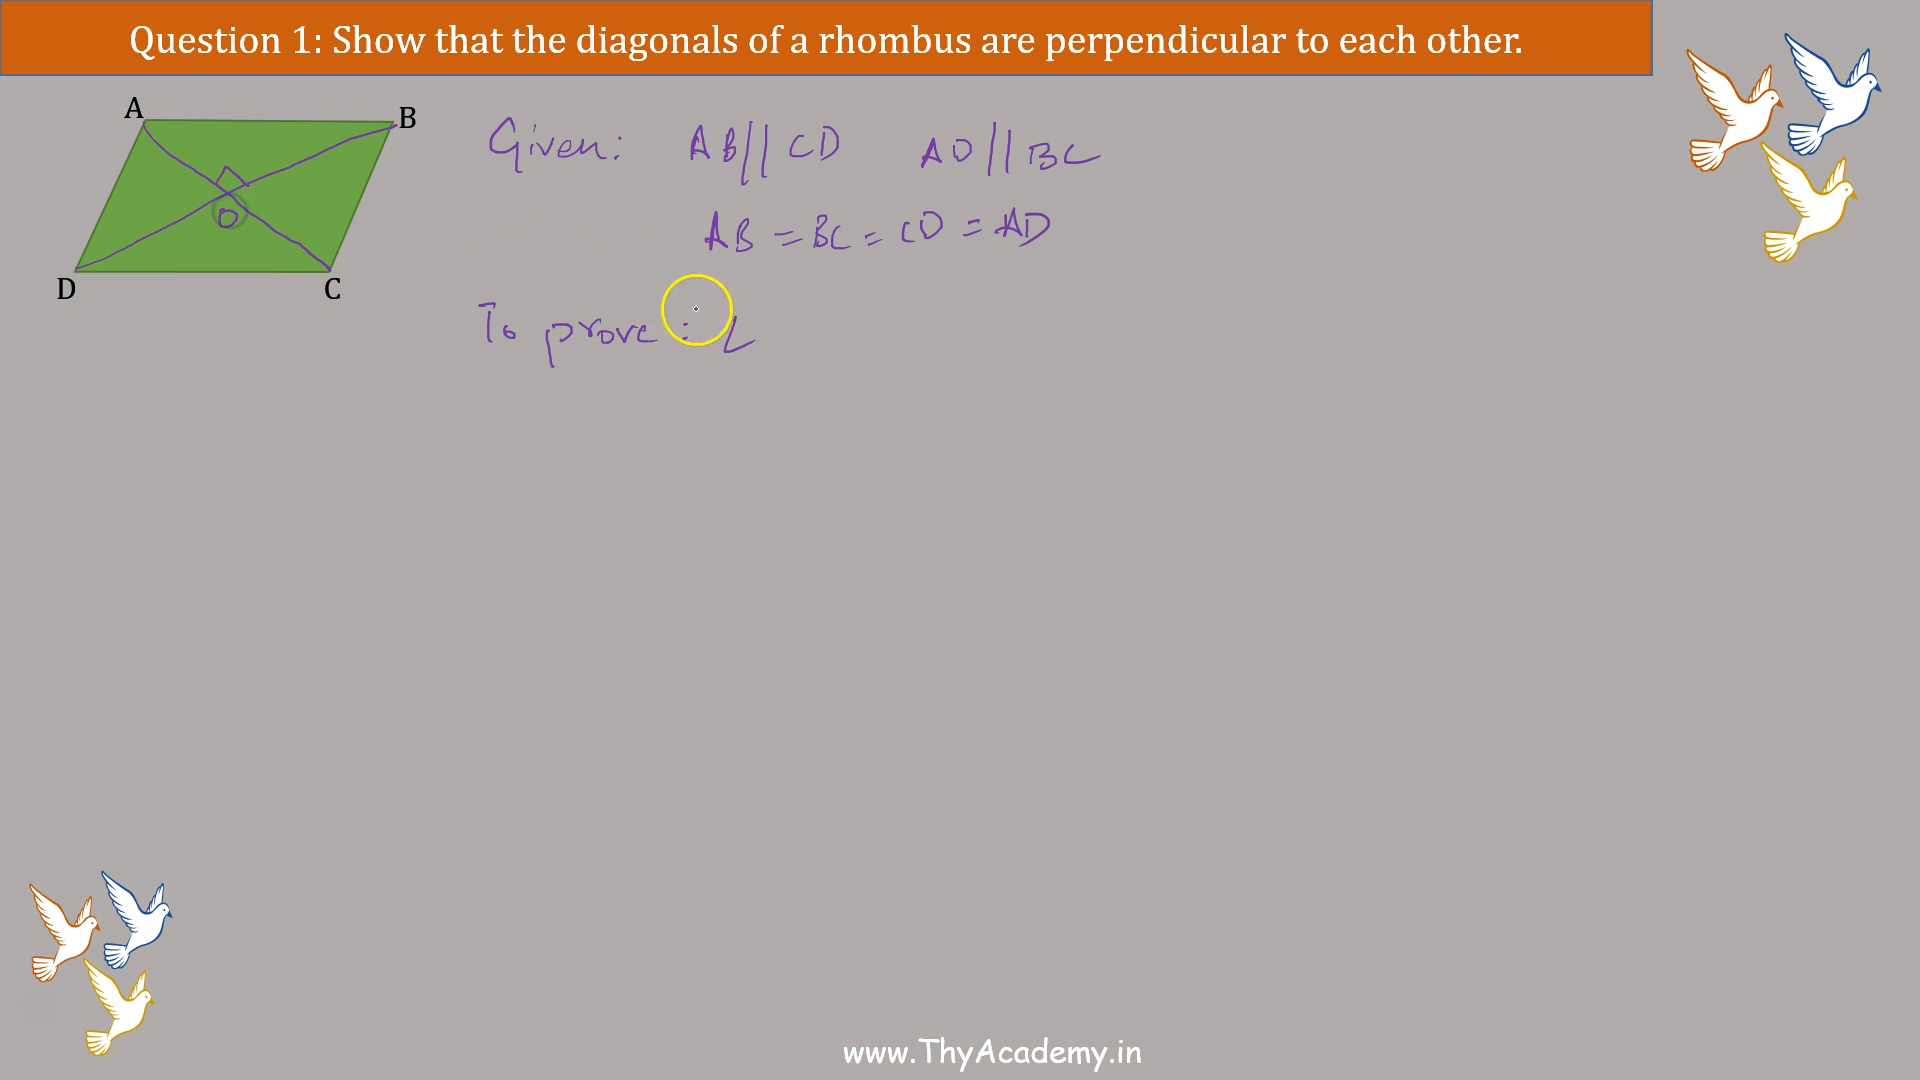 Question 1: Show that the diagonals of a rhombus are perpendicular to each other.
A
B
O
D
C
Given: AB//CD AD//BC
AB = BC = CD = AD
To prove : ∠
www.ThyAcademy.in